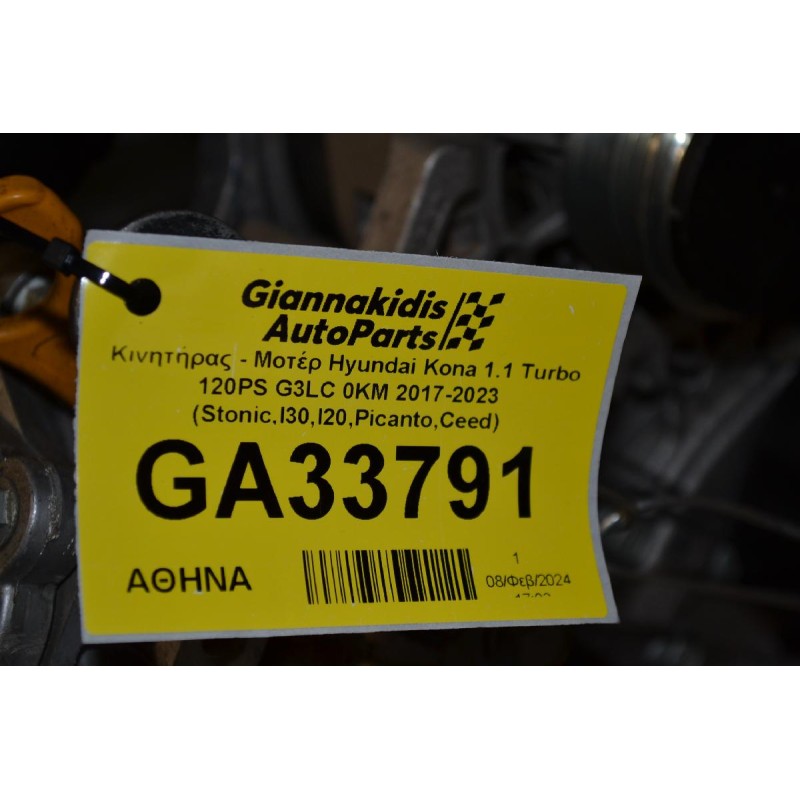 Giannakidis
AutoParts
Κινητήρας - Μοτέρ Hyundai Kona 1.1 Turbo
120PS G3LC 0KM 2017-2023
(Stonic,I30,I20,Picanto,Ceed)
GA33791
ΑΘΗΝΑ
1
08/Φεβ/2024